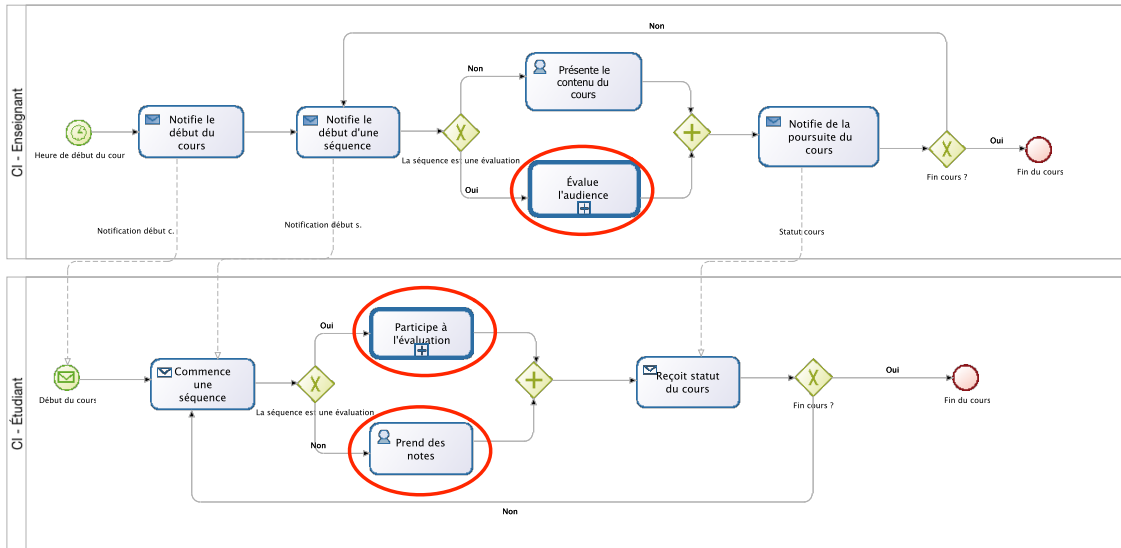 CI - Enseignant
Heure de début du cour
Notifie le
début du
cours
Notification début c.
Notifie le
début d'une
séquence
Notification début s.
La séquence est une évaluation
Non
Présente le
contenu du
cours
Oui
Évalue
l'audience
Notifie de la
poursuite du
cours
Statut cours
Non
Fin cours ?
Oui
Fin du cours
CI - Étudiant
Début du cours
Commence
une
séquence
La séquence est une évaluation
Oui
Participe à
l'évaluation
Non
Prend des
notes
Reçoit statut
du cours
Fin cours ?
Oui
Fin du cours
Non